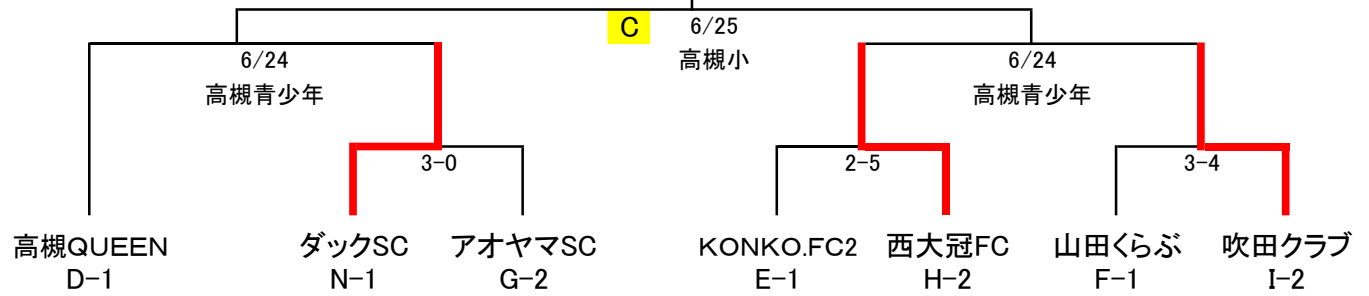 C 6/25
高槻小
6/24 6/24
高槻青少年 高槻青少年
3-0 2-5 3-4
高槻QUEEN ダックSC アオヤマSC KONKO.FC2 西大冠FC 山田くらぶ 吹田クラブ
D-1 N-1 G-2 E-1 H-2 F-1 I-2